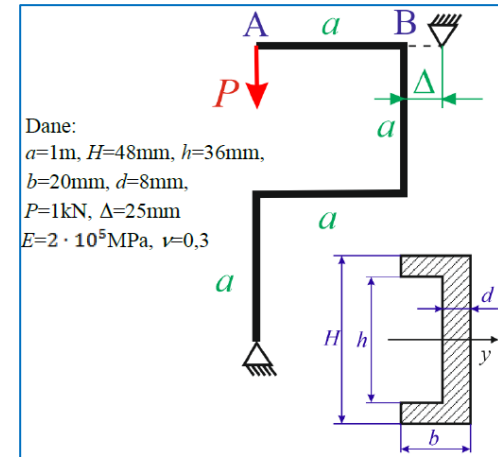 a
A
B
P
Δ
a
Dane:
a=1m, H=48mm, h=36mm,
b=20mm, d=8mm,
P=1kN, Δ=25mm
E=2 · 10⁵MPa, ν=0,3
a
a
H
h
d
y
b